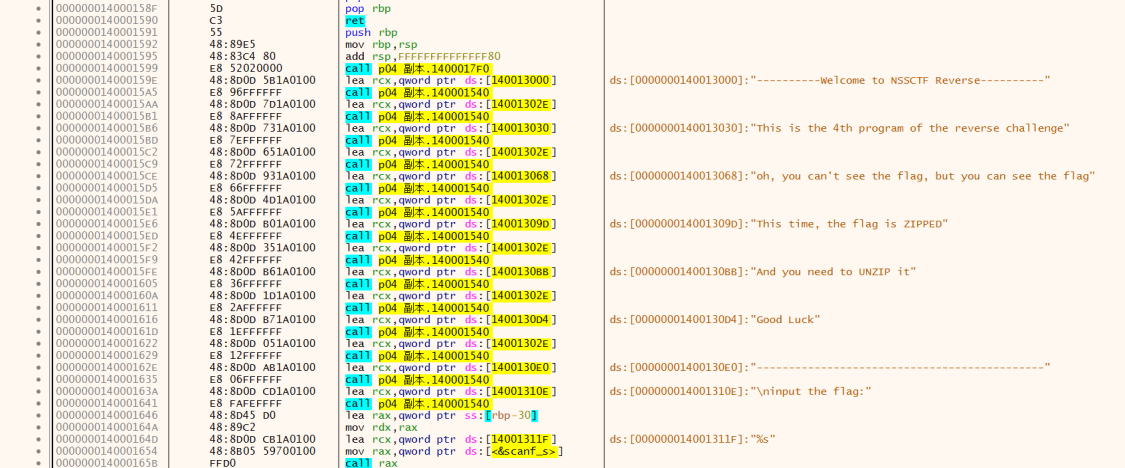 pop
000000014000158F 5D pop rbp
0000000140001590 C3 ret
0000000140001591 55 push rbp
0000000140001592 48:89E5 mov rbp,rsp
0000000140001595 48:83C4 80 add rsp,FFFFFFFFFFFFFF80
0000000140001599 E8 52020000 call p04 副本.1400017F0
000000014000159E 48:8D0D 5B1A0100 lea rcx,qword ptr ds:[140013000] ds:[0000000140013000]:"----------Welcome to NSSCTF Reverse----------"
00000001400015A5 E8 96FFFFFF call p04 副本.140001540
00000001400015AA 48:8D0D 7D1A0100 lea rcx,qword ptr ds:[14001302E]
00000001400015B1 E8 8AFFFFFF call p04 副本.140001540
00000001400015B6 48:8D0D 731A0100 lea rcx,qword ptr ds:[140013030] ds:[0000000140013030]:"This is the 4th program of the reverse challenge"
00000001400015BD E8 7EFFFFFF call p04 副本.140001540
00000001400015C2 48:8D0D 651A0100 lea rcx,qword ptr ds:[14001302E]
00000001400015C9 E8 72FFFFFF call p04 副本.140001540
00000001400015CE 48:8D0D 931A0100 lea rcx,qword ptr ds:[140013068] ds:[0000000140013068]:"oh, you can't see the flag, but you can see the flag"
00000001400015D5 E8 66FFFFFF call p04 副本.140001540
00000001400015DA 48:8D0D 4D1A0100 lea rcx,qword ptr ds:[14001302E]
00000001400015E1 E8 5AFFFFFF call p04 副本.140001540
00000001400015E6 48:8D0D B01A0100 lea rcx,qword ptr ds:[14001309D] ds:[000000014001309D]:"This time, the flag is ZIPPED"
00000001400015ED E8 4EFFFFFF call p04 副本.140001540
00000001400015F2 48:8D0D 351A0100 lea rcx,qword ptr ds:[14001302E]
00000001400015F9 E8 42FFFFFF call p04 副本.140001540
00000001400015FE 48:8D0D B61A0100 lea rcx,qword ptr ds:[1400130BB] ds:[00000001400130BB]:"And you need to UNZIP it"
0000000140001605 E8 36FFFFFF call p04 副本.140001540
000000014000160A 48:8D0D 1D1A0100 lea rcx,qword ptr ds:[14001302E]
0000000140001611 E8 2AFFFFFF call p04 副本.140001540
0000000140001616 48:8D0D B71A0100 lea rcx,qword ptr ds:[1400130D4] ds:[00000001400130D4]:"Good Luck"
000000014000161D E8 1EFFFFFF call p04 副本.140001540
0000000140001622 48:8D0D 051A0100 lea rcx,qword ptr ds:[14001302E]
0000000140001629 E8 12FFFFFF call p04 副本.140001540
000000014000162E 48:8D0D AB1A0100 lea rcx,qword ptr ds:[1400130E0] ds:[00000001400130E0]:"---------------------------------------------"
0000000140001635 E8 06FFFFFF call p04 副本.140001540
000000014000163A 48:8D0D CD1A0100 lea rcx,qword ptr ds:[14001310E] ds:[000000014001310E]:"\ninput the flag:"
0000000140001641 E8 FAFEFFFF call p04 副本.140001540
0000000140001646 48:8D45 D0 lea rax,qword ptr ss:[rbp-30]
000000014000164A 48:89C2 mov rdx,rax
000000014000164D 48:8D0D CB1A0100 lea rcx,qword ptr ds:[14001311F] ds:[000000014001311F]:"%s"
0000000140001654 48:8B05 59700100 mov rax,qword ptr ds:[<&scanf_s>]
000000014000165B FFD0 call rax